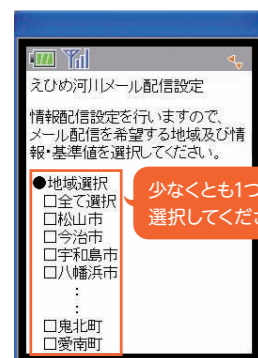 えひめ河川メール配信設定
情報配信設定を行いますので、
メール配信を希望する地域及び情
報・基準値を選択してください。
●地域選択
□全て選択
□松山市
□今治市
□宇和島市
□八幡浜市
:
:
□鬼北町
□愛南町
少なくとも1つ
選択してくださ